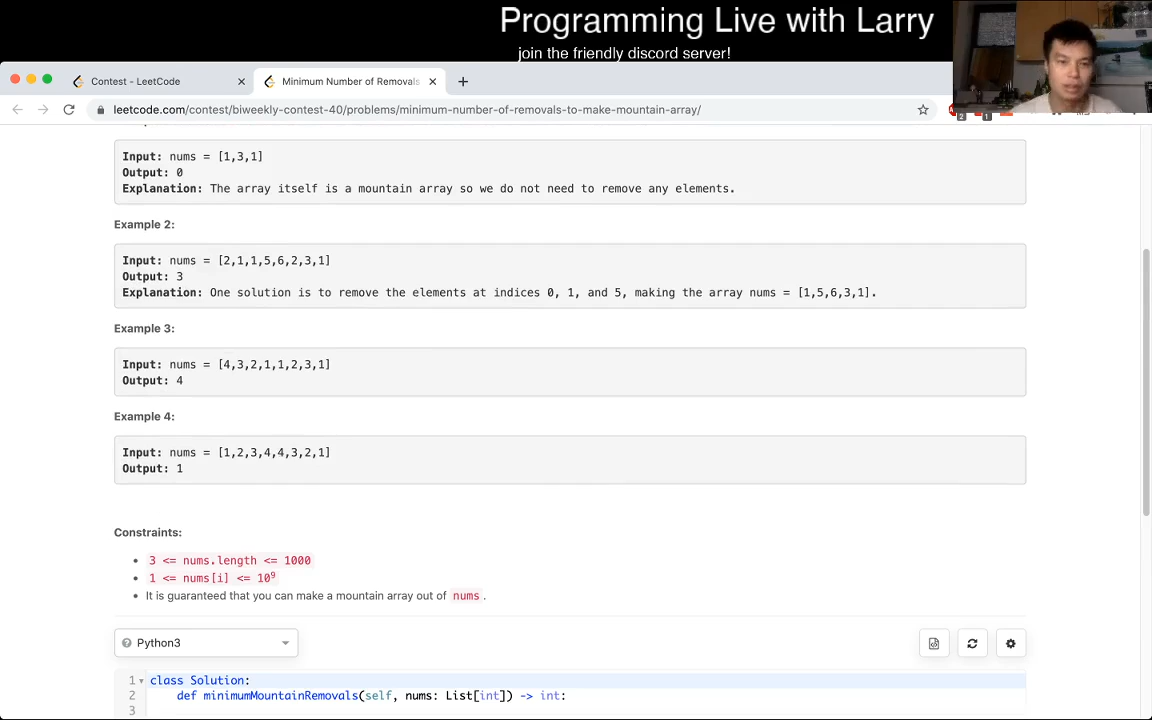 Programming Live with Larry
join the friendly discord server!
Contest - LeetCode
Minimum Number of Removals
leetcode.com/contest/biweekly-contest-40/problems/minimum-number-of-removals-to-make-mountain-array/
2 1
Input: nums = [1,3,1]
Output: 0
Explanation: The array itself is a mountain array so we do not need to remove any elements.
Example 2:
Input: nums = [2,1,1,5,6,2,3,1]
Output: 3
Explanation: One solution is to remove the elements at indices 0, 1, and 5, making the array nums = [1,5,6,3,1].
Example 3:
Input: nums = [4,3,2,1,1,2,3,1]
Output: 4
Example 4:
Input: nums = [1,2,3,4,4,3,2,1]
Output: 1
Constraints:
3 <= nums.length <= 1000
1 <= nums[i] <= 10⁹
It is guaranteed that you can make a mountain array out of nums .
Python3
1 class Solution:
2 def minimumMountainRemovals(self, nums: List[int]) -> int:
3